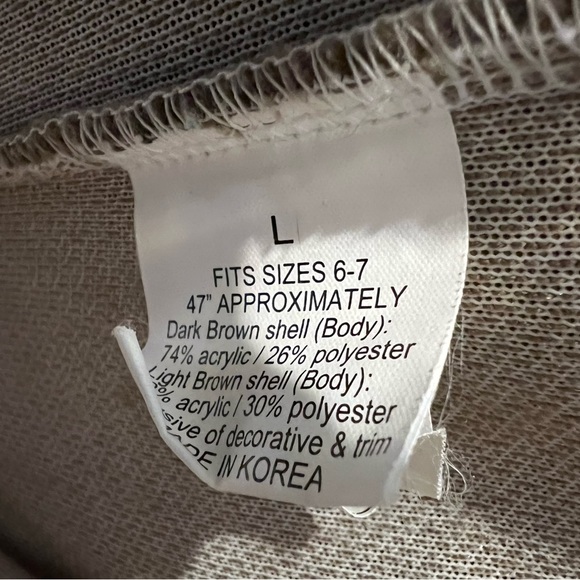 L
FITS SIZES 6-7
47" APPROXIMATELY
Dark Brown shell (Body):
74% acrylic / 26% polyester
Light Brown shell (Body):
acrylic / 30% polyester
of decorative & trim
MADE IN KOREA